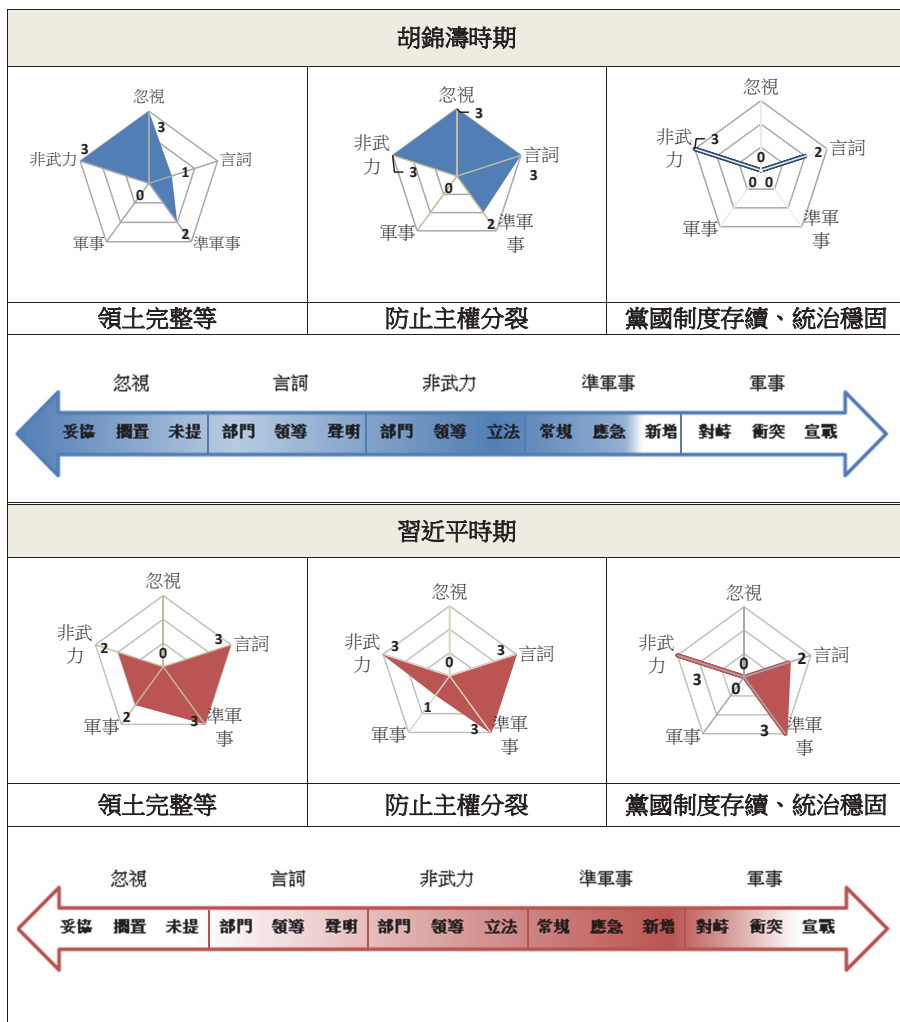 胡錦濤時期
忽視
3
言詞
1
準軍事
2
軍事
0
非武力
3
忽視
3
言詞
3
準軍
事
2
軍事
0
非武
力
3
忽視
0
言詞
2
準軍
事
0
軍事
0
非武
力
3
領土完整等
防止主權分裂
黨國制度存續、統治穩固
忽視 言詞 非武力 準軍事 軍事
妥協 擱置 未提 部門 領導 聲明 部門 領導 立法 常規 應急 新增 對峙 衝突 宣戰
習近平時期
忽視
0
言詞
3
準軍
事
3
軍事
2
非武
力
2
忽視
0
言詞
3
準軍
事
3
軍事
1
非武
力
3
忽視
0
言詞
2
準軍
事
3
軍事
0
非武
力
3
領土完整等
防止主權分裂
黨國制度存續、統治穩固
忽視 言詞 非武力 準軍事 軍事
妥協 擱置 未提 部門 領導 聲明 部門 領導 立法 常規 應急 新增 對峙 衝突 宣戰